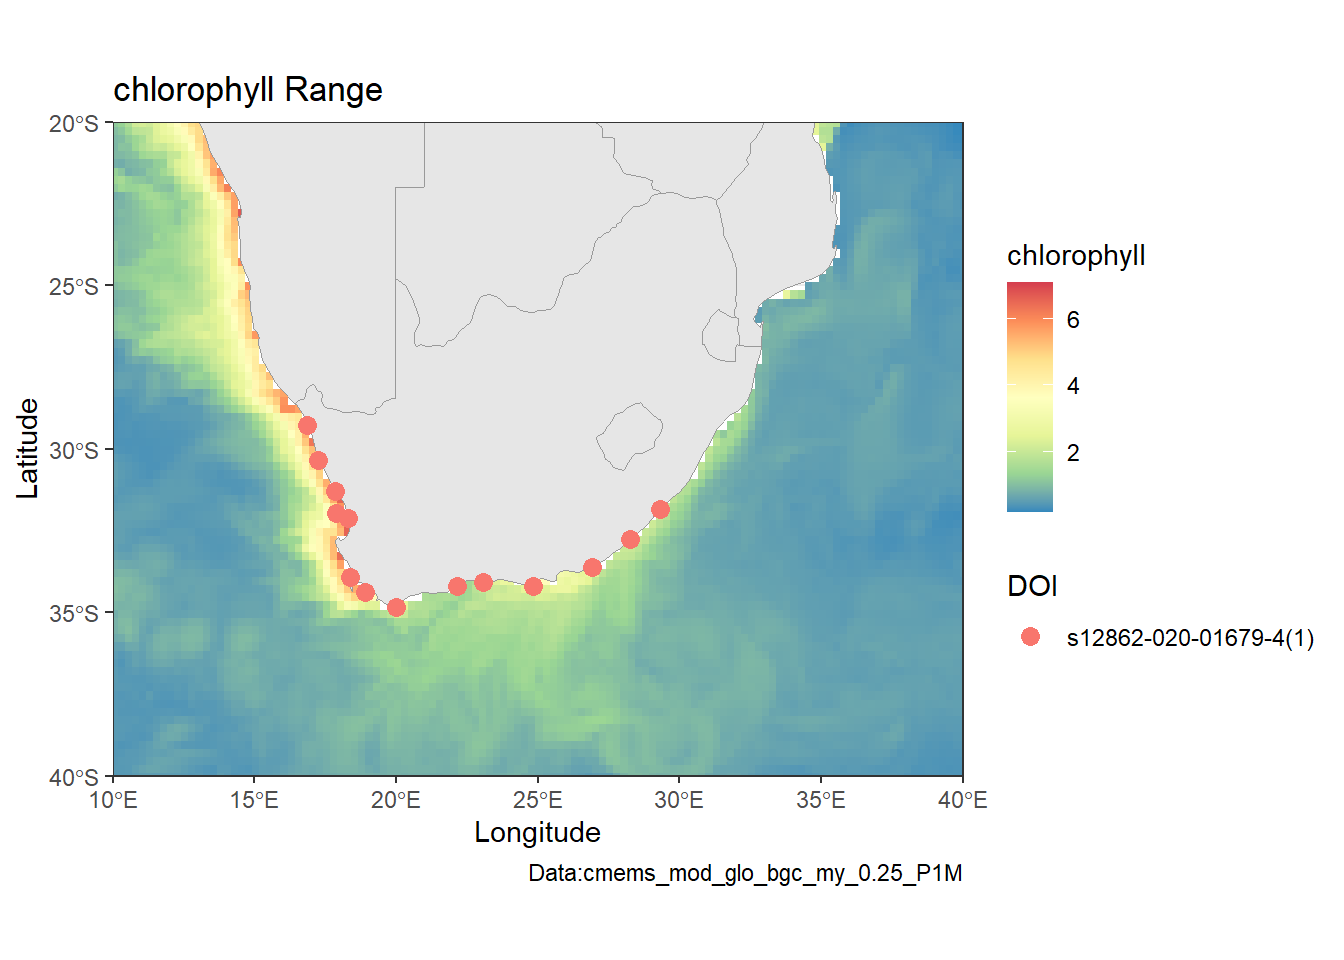 chlorophyll Range
20°S
25°S
30°S
35°S
40°S
Latitude
10°E
15°E
20°E
25°E
30°E
35°E
40°E
Longitude
Data:cmems_mod_glo_bgc_my_0.25_P1M
chlorophyll
6
4
2
DOI
s12862-020-01679-4(1)